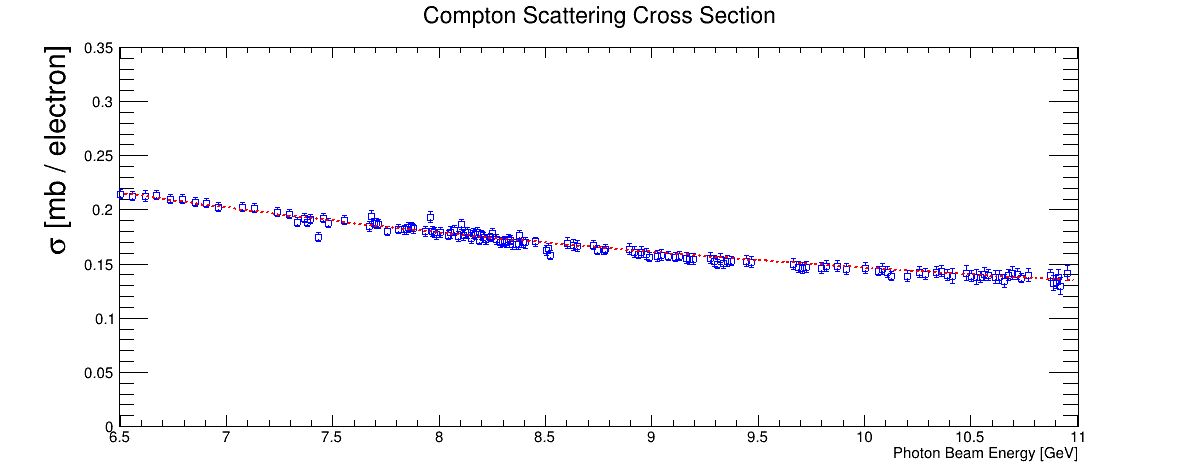 Compton Scattering Cross Section
σ [mb / electron]
0.35
0.3
0.25
0.2
0.15
0.1
0.05
0
6.5 7 7.5 8 8.5 9 9.5 10 10.5 11
Photon Beam Energy [GeV]